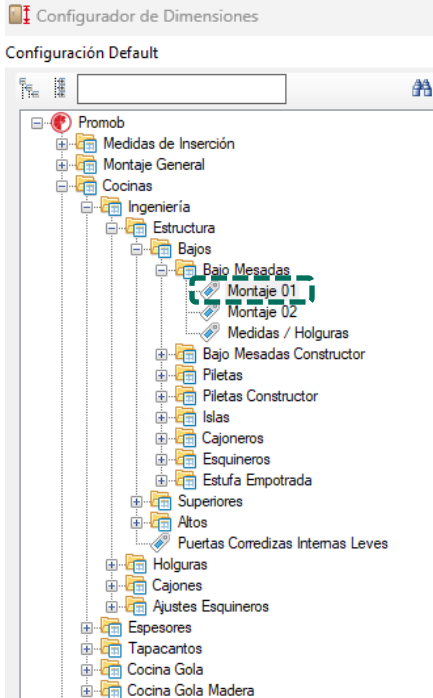 Configurador de Dimensiones
Configuración Default
Promob
Medidas de Inserción
Montaje General
Cocinas
Ingeniería
Estructura
Bajos
Bajo Mesadas
Montaje 01
Montaje 02
Medidas / Holguras
Bajo Mesadas Constructor
Piletas
Piletas Constructor
Islas
Cajoneros
Esquineros
Estufa Empotrada
Superiores
Altos
Puertas Corredizas Internas Leves
Holguras
Cajones
Ajustes Esquineros
Espesores
Tapacantos
Cocina Gola
Cocina Gola Madera